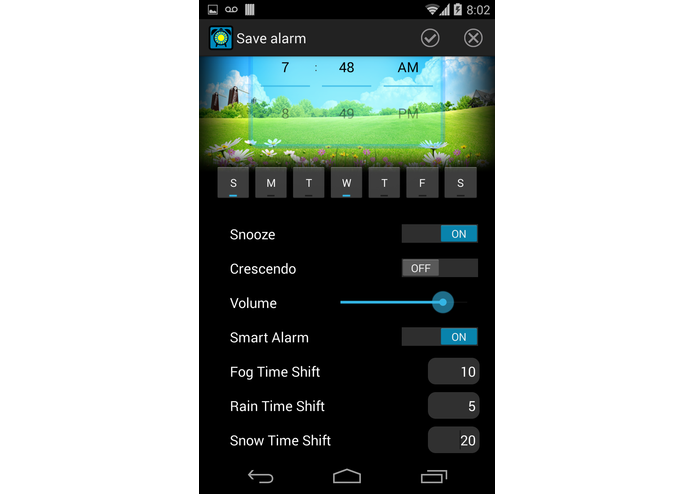 8:02
Save alarm
7 : 48 AM
8 49 PM
S M T W T F S
Snooze ON
Crescendo OFF
Volume
Smart Alarm ON
Fog Time Shift 10
Rain Time Shift 5
Snow Time Shift 20